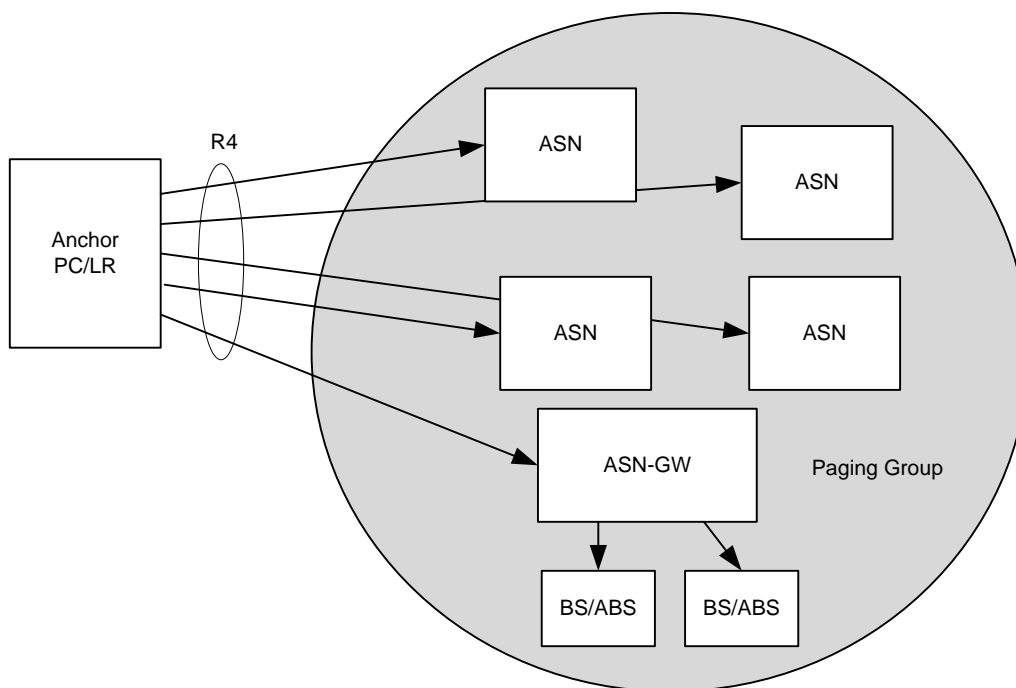 R4
ASN
ASN
Anchor
PC/LR
ASN
ASN
ASN-GW
Paging Group
BS/ABS
BS/ABS